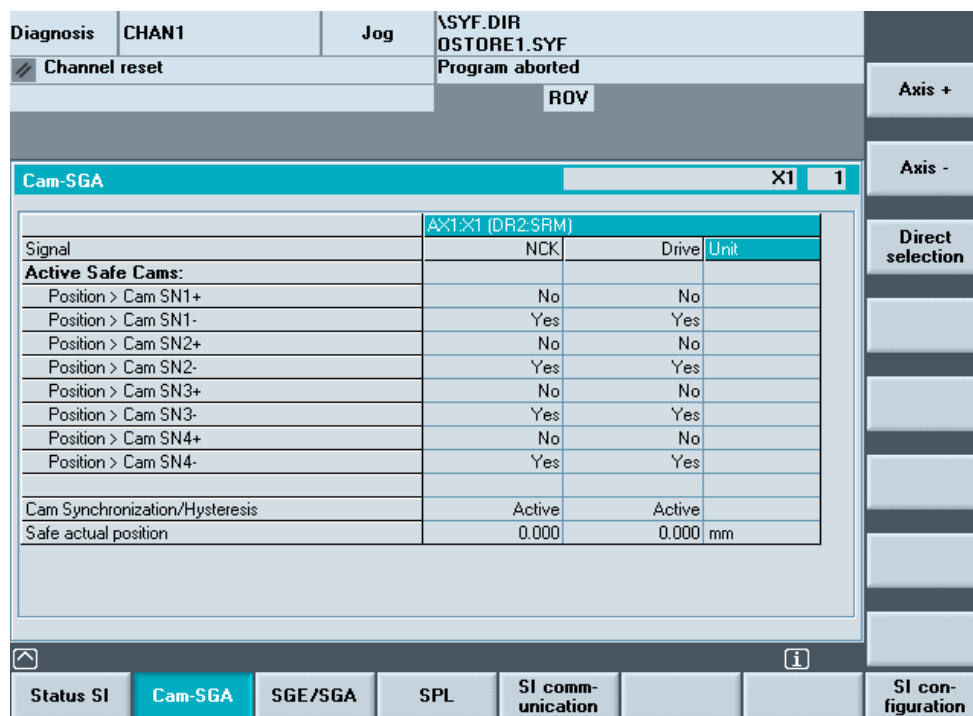 Diagnosis CHAN1 Jog \SYF.DIR
OSTORE1.SYF
Channel reset Program aborted
ROV
Cam-SGA X1 1
AX1:X1 (DR2:SRM)
Signal NCK Drive Unit
Active Safe Cams:
Position > Cam SN1+ No No
Position > Cam SN1- Yes Yes
Position > Cam SN2+ No No
Position > Cam SN2- Yes Yes
Position > Cam SN3+ No No
Position > Cam SN3- Yes Yes
Position > Cam SN4+ No No
Position > Cam SN4- Yes Yes
Cam Synchronization/Hysteresis Active Active
Safe actual position 0.000 0.000 mm
Axis +
Axis -
Direct
selection
i
Status SI Cam-SGA SGE/SGA SPL SI comm-
unication
SI con-
figuration